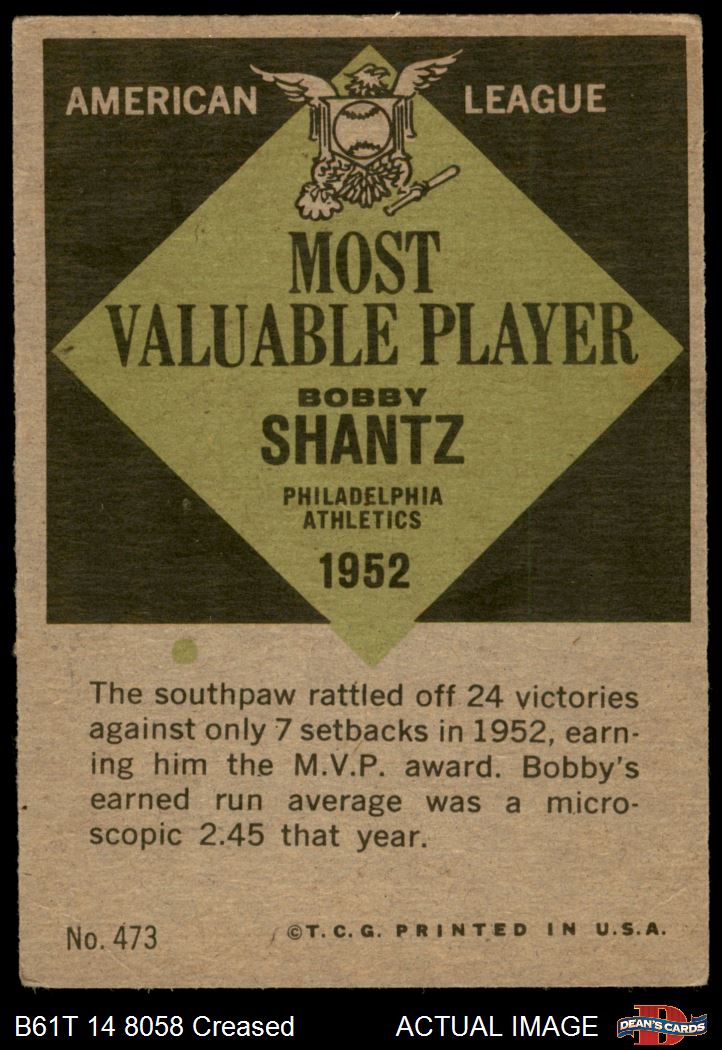 AMERICAN LEAGUE
MOST
VALUABLE PLAYER
BOBBY
SHANTZ
PHILADELPHIA
ATHLETICS
1952
The southpaw rattled off 24 victories
against only 7 setbacks in 1952, earn-
ing him the M.V.P. award. Bobby's
earned run average was a micro-
scopic 2.45 that year.
No. 473 ©T.C.G. PRINTED IN U.S.A.
B61T 14 8058 Creased ACTUAL IMAGE DEAN'S CARDS